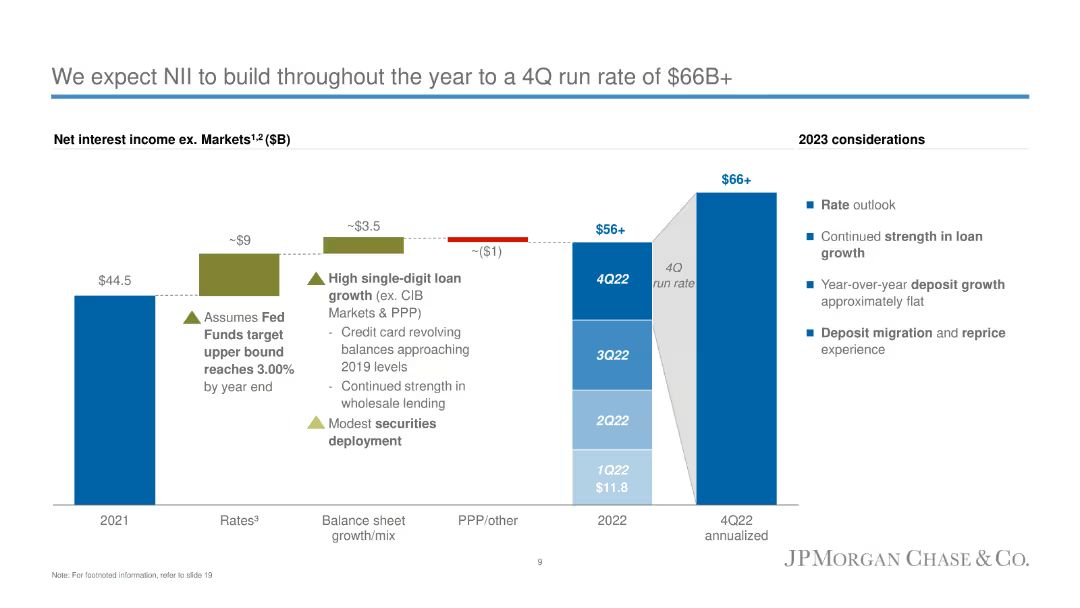 We expect NII to build throughout the year to a 4Q run rate of $66B+
Net interest income ex. Markets¹,² ($B)
$44.5
~$9
▲ Assumes Fed
Funds target
upper bound
reaches 3.00%
by year end
~$3.5
▲ High single-digit loan
growth (ex. CIB
Markets & PPP)
- Credit card revolving
balances approaching
2019 levels
- Continued strength in
wholesale lending
▲ Modest securities
deployment
~($1)
$56+
4Q22
3Q22
2Q22
1Q22
$11.8
4Q
run rate
$66+
2021
Rates³
Balance sheet
growth/mix
PPP/other
2022
4Q22
annualized
2023 considerations
■ Rate outlook
■ Continued strength in loan
growth
■ Year-over-year deposit growth
approximately flat
■ Deposit migration and reprice
experience
Note: For footnoted information, refer to slide 19
9
JPMORGAN CHASE & CO.